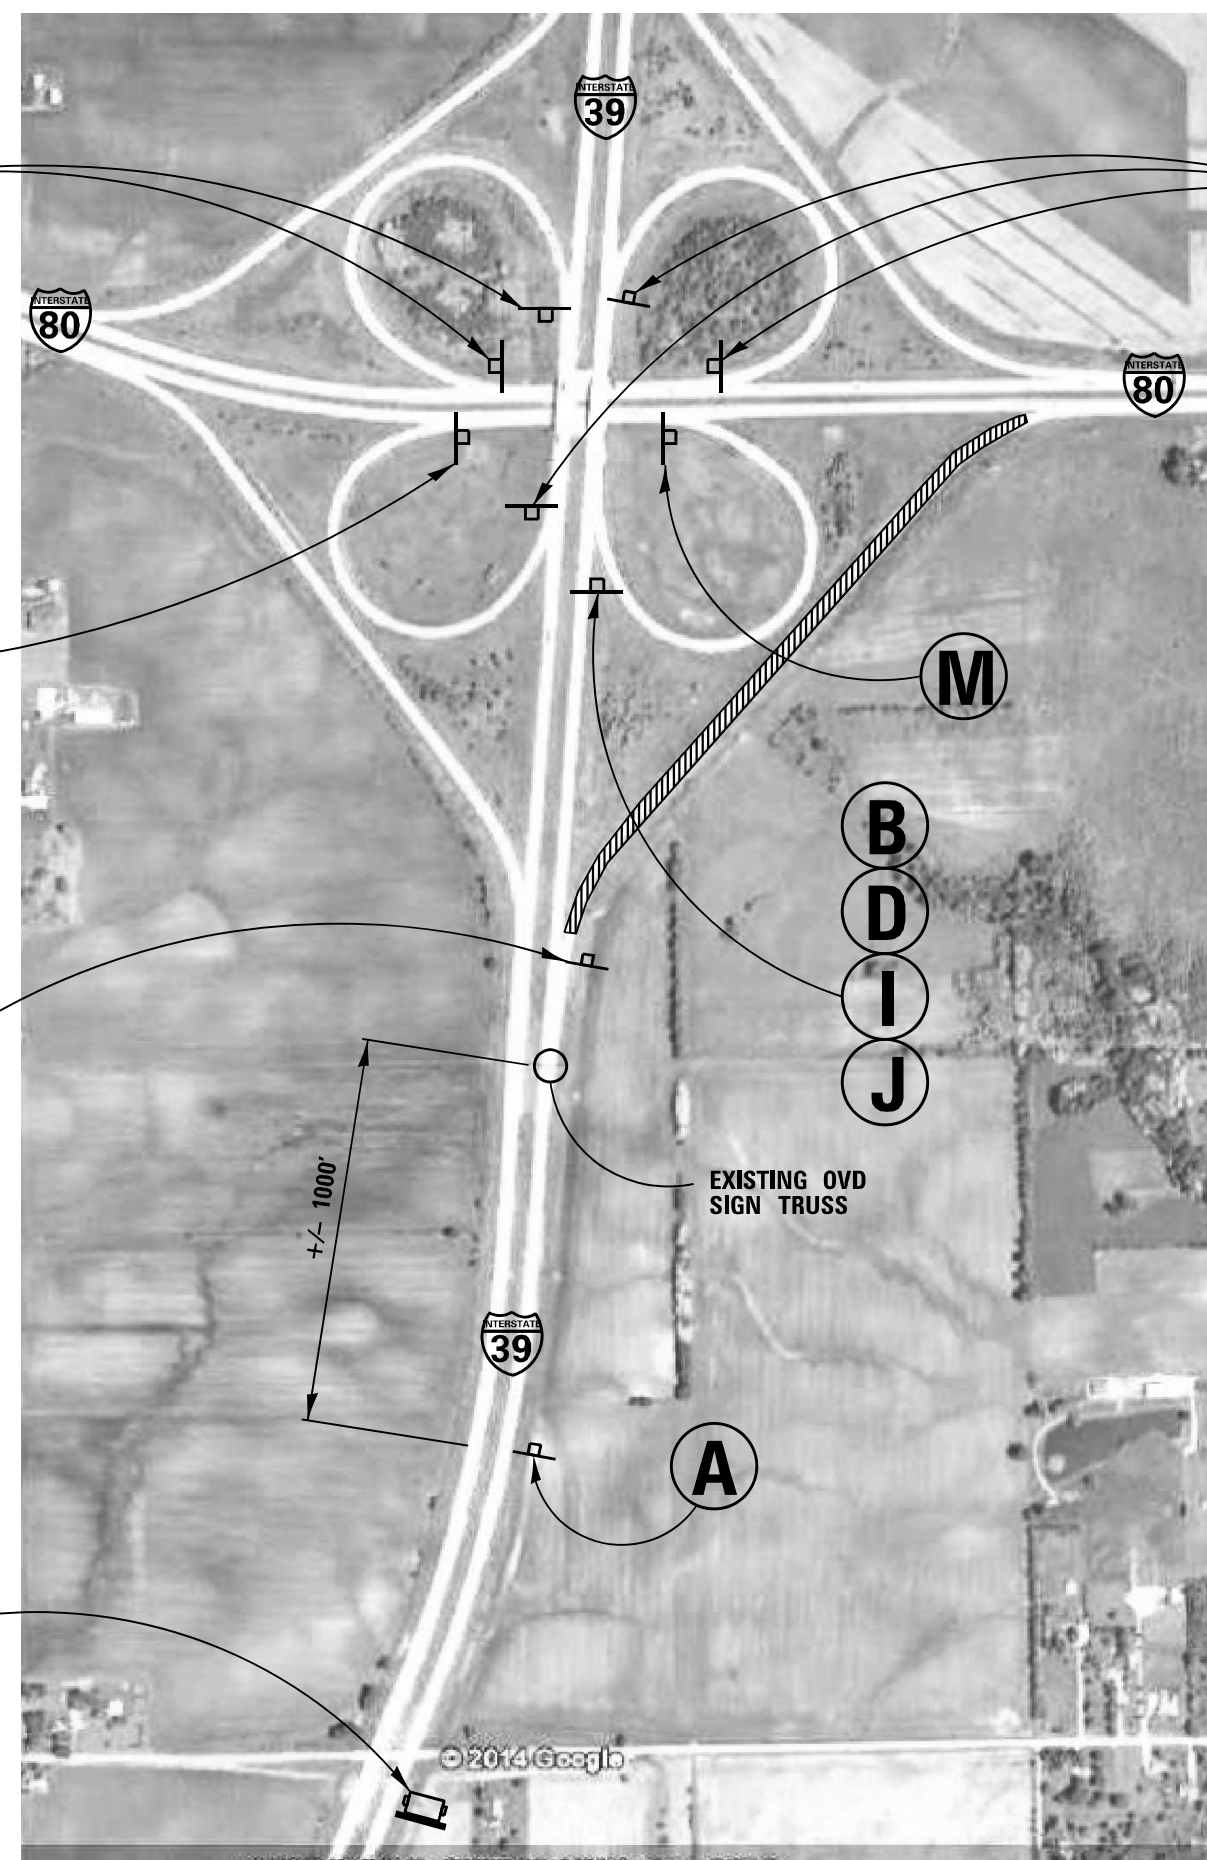 INTERSTATE
39
INTERSTATE
80
INTERSTATE
80
M
B
D
I
J
+/- 1000'
EXISTING OVD
SIGN TRUSS
INTERSTATE
39
A
© 2014 Google